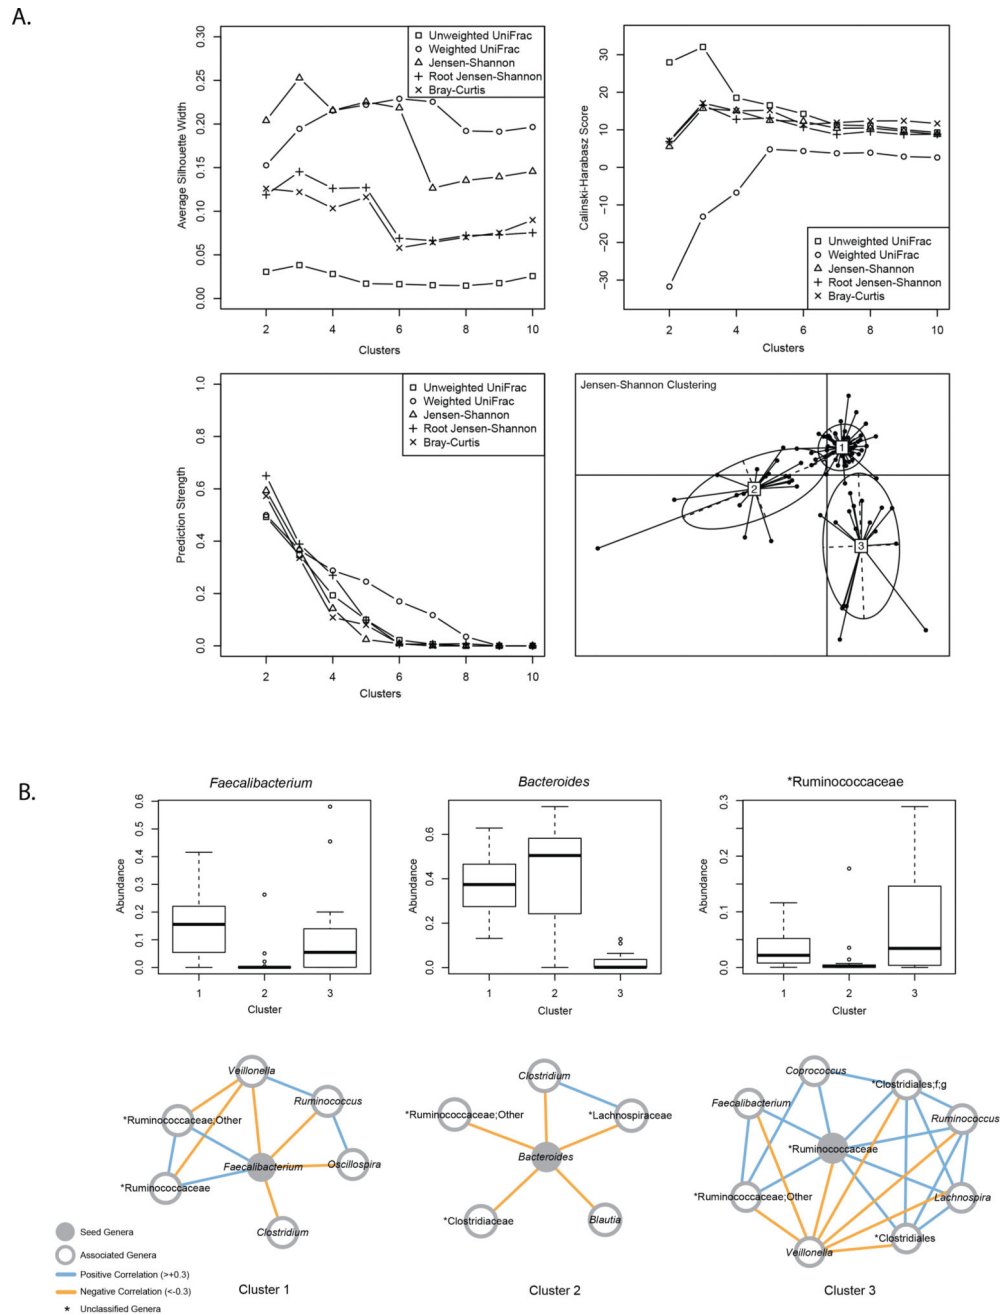 A.
0.30
0.25
0.20
0.15
0.10
0.05
0.00
Average Silhouette Width
Unweighted UniFrac
Weighted UniFrac
Jensen-Shannon
Root Jensen-Shannon
Bray-Curtis
2 4 6 8 10
Clusters
30
20
10
0
−10
−20
−30
Calinski-Harabasz Score
Unweighted UniFrac
Weighted UniFrac
Jensen-Shannon
Root Jensen-Shannon
Bray-Curtis
2 4 6 8 10
Clusters
1.0
0.8
0.6
0.4
0.2
0.0
Prediction Strength
Unweighted UniFrac
Weighted UniFrac
Jensen-Shannon
Root Jensen-Shannon
Bray-Curtis
2 4 6 8 10
Clusters
Jensen-Shannon Clustering
1
2
3
B.
Faecalibacterium
0.6
0.5
0.4
0.3
0.2
0.1
0.0
Abundance
1 2 3
Cluster
Bacteroides
0.6
0.4
0.2
0.0
Abundance
1 2 3
Cluster
*Ruminococcaceae
0.3
0.2
0.1
0.0
Abundance
1 2 3
Cluster
Veillonella
Ruminococcus
*Ruminococcaceae;Other
Faecalibacterium
Oscillospira
*Ruminococcaceae
Clostridium
Cluster 1
Clostridium
*Ruminococcaceae;Other
*Lachnospiraceae
Bacteroides
*Clostridiaceae
Blautia
Cluster 2
Coprococcus
*Clostridiales;f;g
Faecalibacterium
Ruminococcus
*Ruminococcaceae
*Ruminococcaceae;Other
Lachnospira
*Clostridiales
Veillonella
Cluster 3
Seed Genera
Associated Genera
Positive Correlation (>+0.3)
Negative Correlation (<-0.3)
* Unclassified Genera